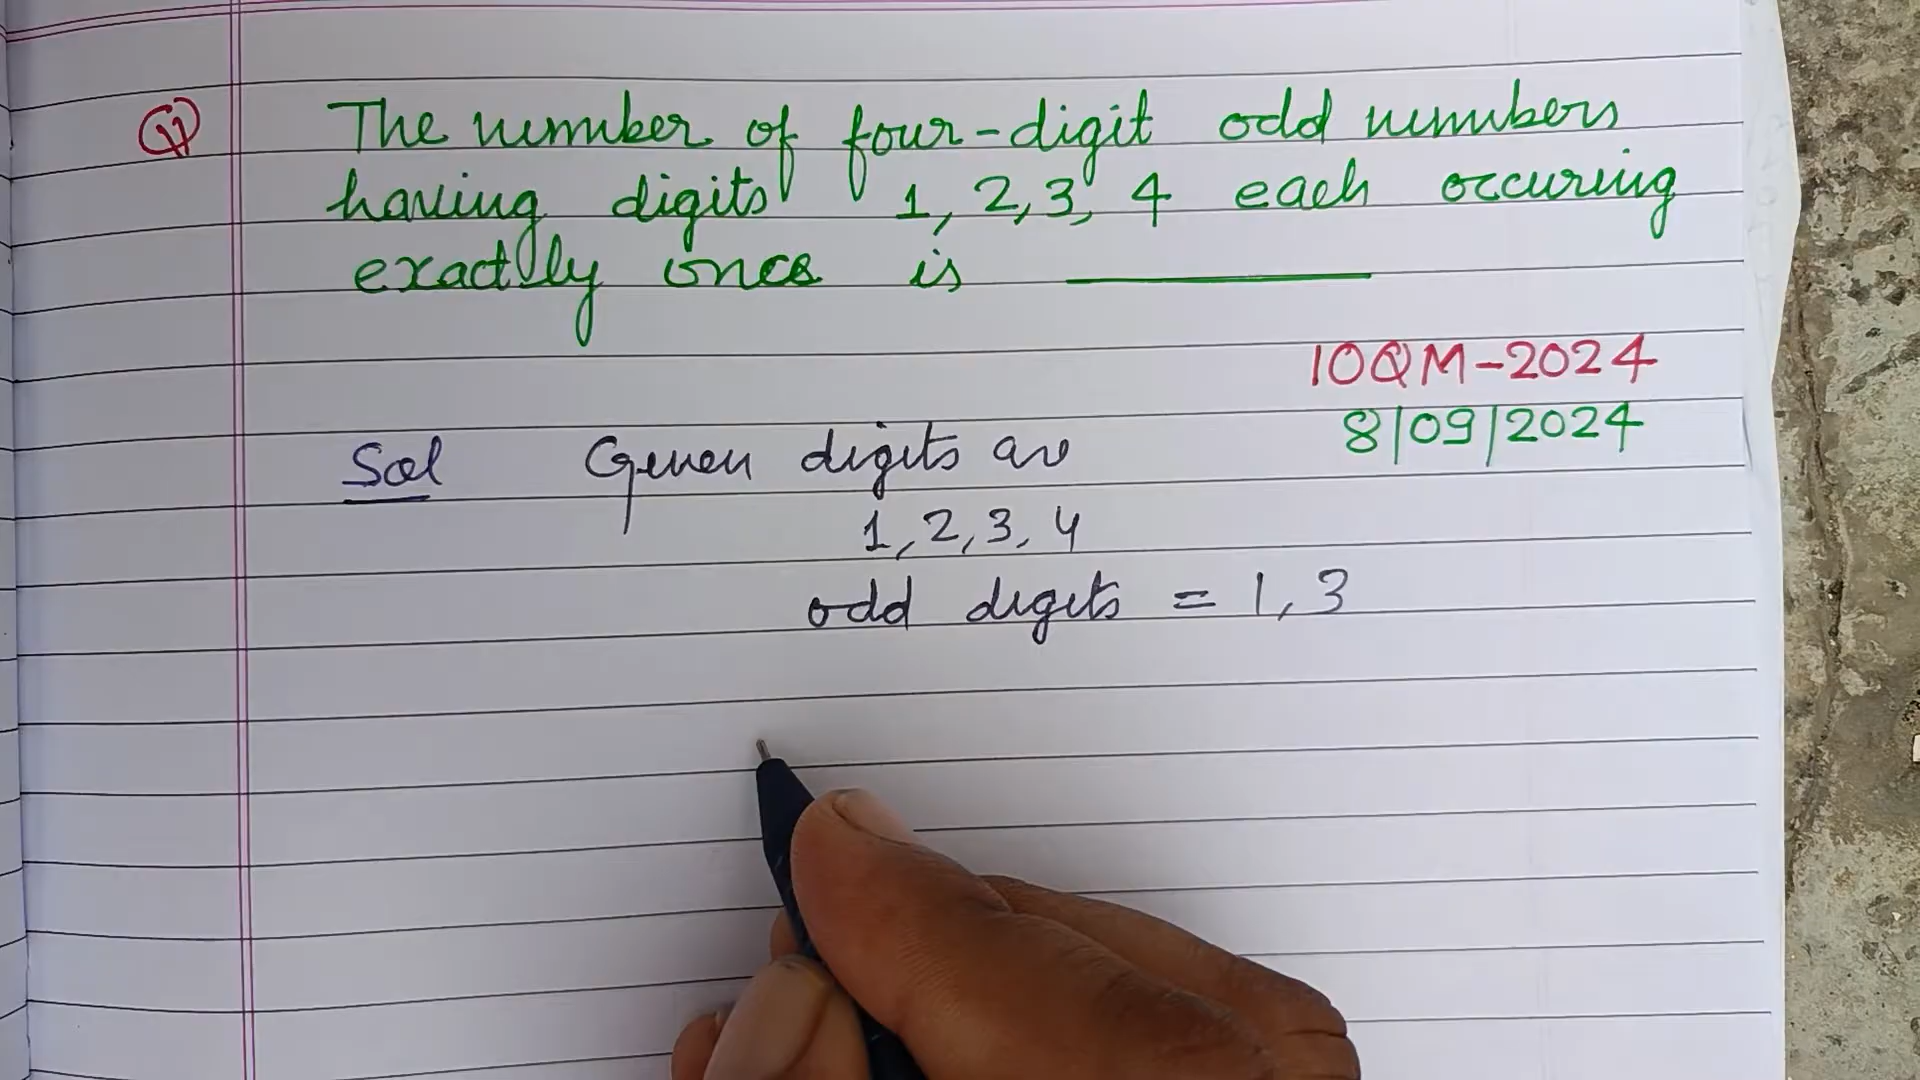 Q1) The number of four-digit odd numbers
having digits 1, 2, 3, 4 each occuring
exactly once is ________
IOQM-2024
8/09/2024
Sol Given digits are
1, 2, 3, 4
odd digits = 1, 3